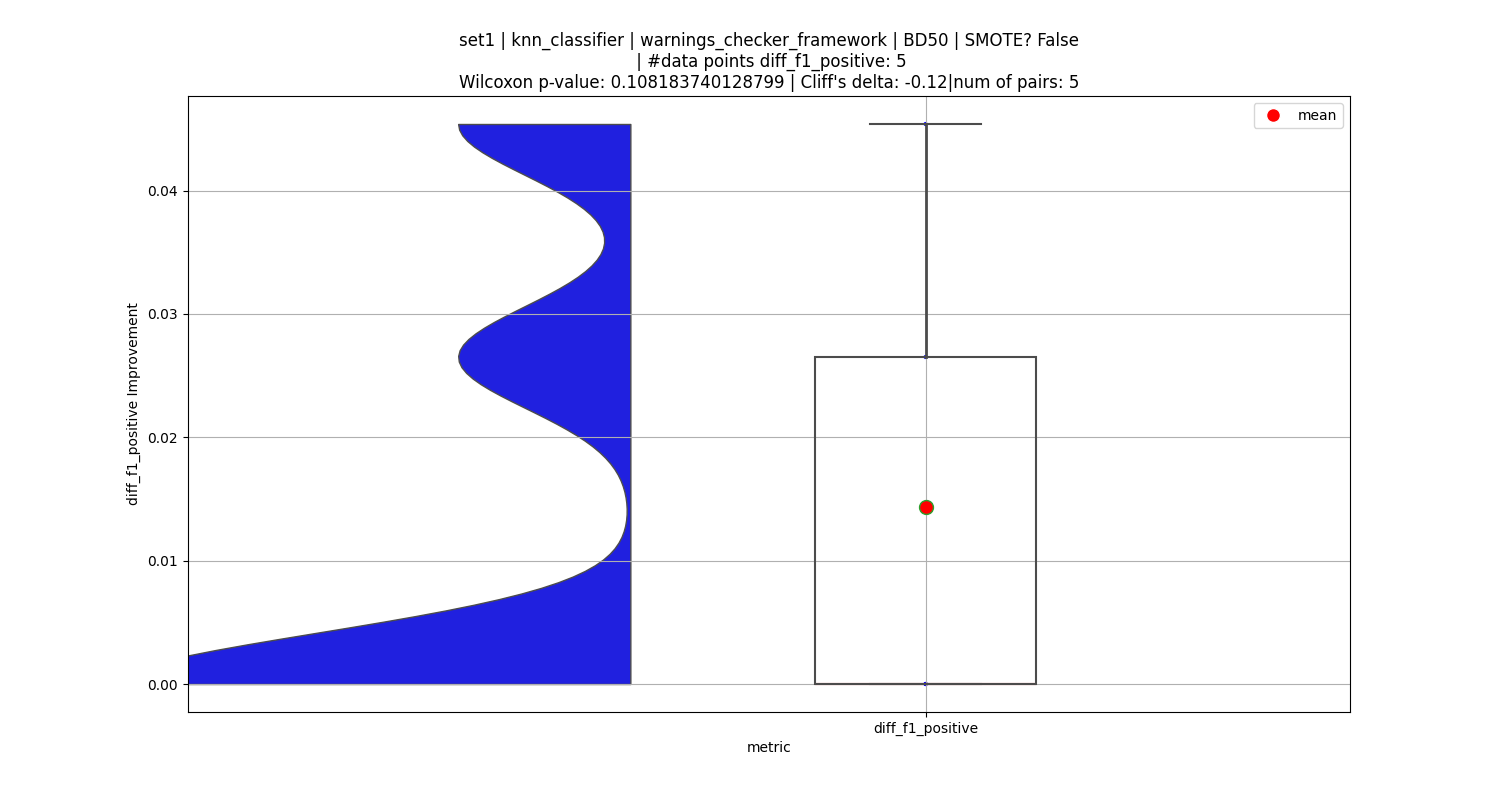 set1 | knn_classifier | warnings_checker_framework | BD50 | SMOTE? False
| #data points diff_f1_positive: 5
Wilcoxon p-value: 0.108183740128799 | Cliff's delta: -0.12|num of pairs: 5
mean
0.04
0.03
0.02
0.01
0.00
diff_f1_positive Improvement
diff_f1_positive
metric